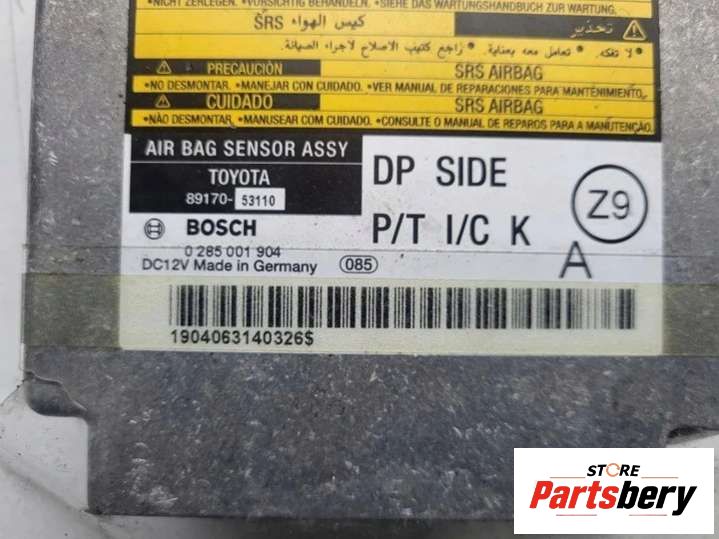 •NICHT ZERLEGEN. •VORSICHTIG BEHANDELN. •SIEHE DAS WARTUNGSHANDBUCH ZUR WARTUNG.
تحذير كيس الهواء SRS
•لا تفكه. •تعامل معه بعناية. •راجع كتيب الاصلاح لاجراء الصيانة.
PRECAUCIÓN SRS AIRBAG
•NO DESMONTAR. •MANEJAR CON CUIDADO. •VER MANUAL DE REPARACIONES PARA MANTENIMIENTO.
CUIDADO SRS AIRBAG
•NÃO DESMONTAR. •MANUSEAR COM CUIDADO. •CONSULTE O MANUAL DE REPAROS PARA A MANUTENÇÃO.
AIR BAG SENSOR ASSY
TOYOTA
89170- 53110
BOSCH
0 285 001 904
DC12V Made in Germany 085
DP SIDE
P/T I/C K
Z9
A
1904063140326$
STORE
Partsbery